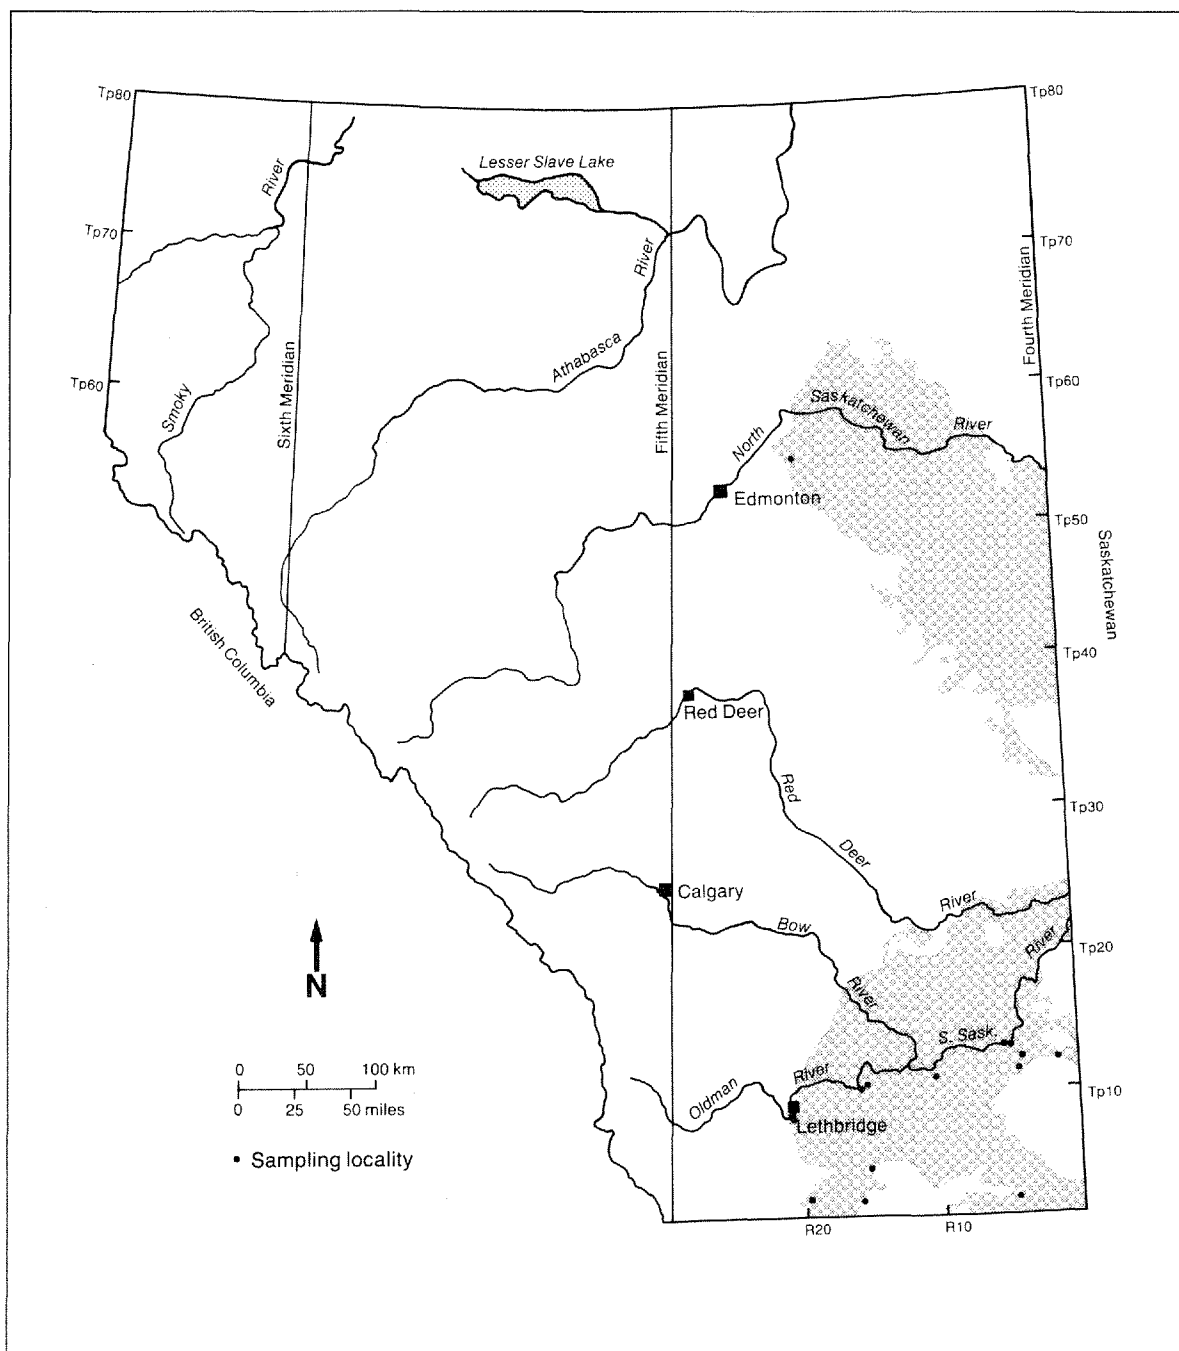 Tp80
Tp80
Lesser Slave Lake
River
Tp70
Tp70
River
Fourth Meridian
Sixth Meridian
Athabasca
Fifth Meridian
Tp60
Tp60
Smoky
Saskatchewan
River
North
Edmonton
Tp50
Saskatchewan
British Columbia
Tp40
Red Deer
Red
Tp30
Deer
Calgary
River
Bow
River
Tp20
N
River
S. Sask.
0 50 100 km
River
Oldman
Tp10
0 25 50 miles
Lethbridge
• Sampling locality
R20
R10